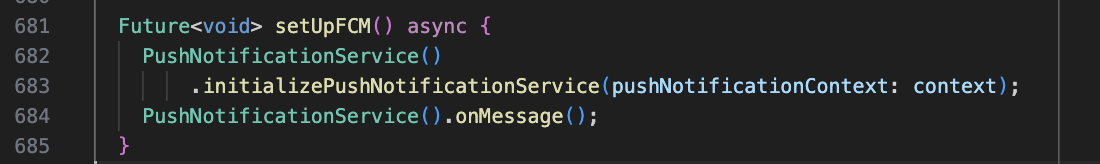 681 Future<void> setUpFCM() async {
682 PushNotificationService()
683 .initializePushNotificationService(pushNotificationContext: context);
684 PushNotificationService().onMessage();
685 }